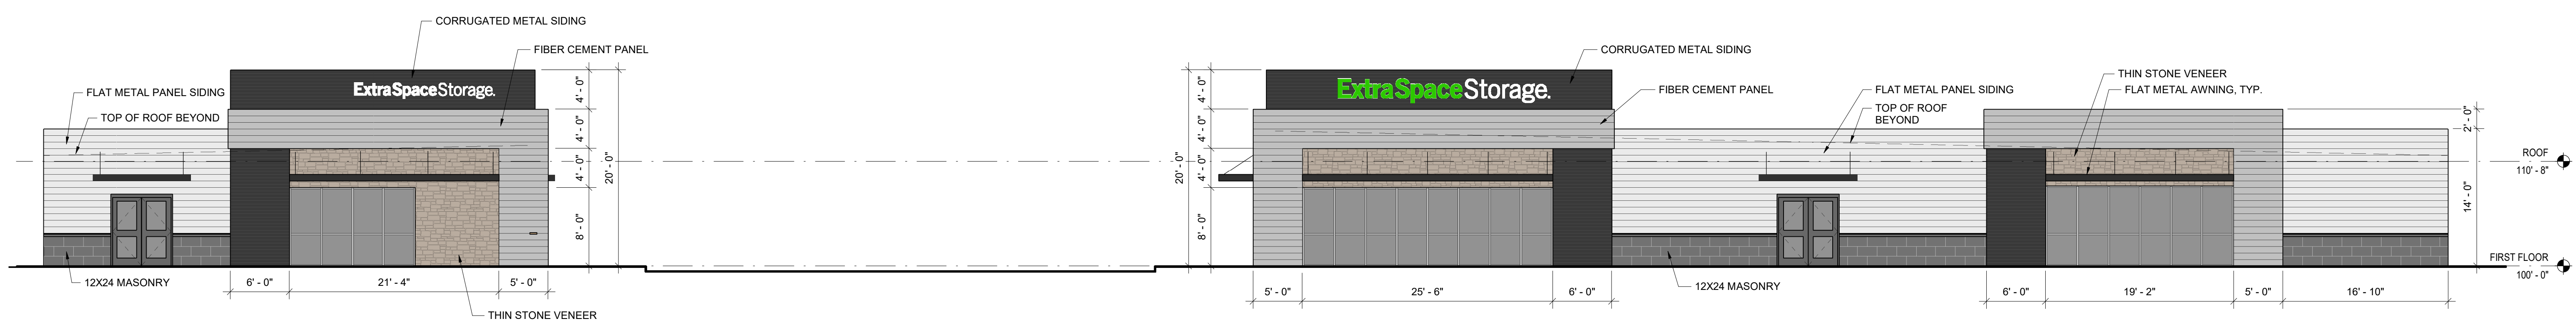 CORRUGATED METAL SIDING
FIBER CEMENT PANEL
FLAT METAL PANEL SIDING
TOP OF ROOF BEYOND
ExtraSpaceStorage.
4' - 0"
4' - 0"
4' - 0"
8' - 0"
20' - 0"
12X24 MASONRY
6' - 0"
21' - 4"
5' - 0"
THIN STONE VENEER
CORRUGATED METAL SIDING
ExtraSpaceStorage.
FIBER CEMENT PANEL
FLAT METAL PANEL SIDING
TOP OF ROOF
BEYOND
THIN STONE VENEER
FLAT METAL AWNING, TYP.
20' - 0"
4' - 0"
4' - 0"
4' - 0"
8' - 0"
2' - 0"
14' - 0"
ROOF
110' - 8"
FIRST FLOOR
100' - 0"
12X24 MASONRY
5' - 0"
25' - 6"
6' - 0"
6' - 0"
19' - 2"
5' - 0"
16' - 10"